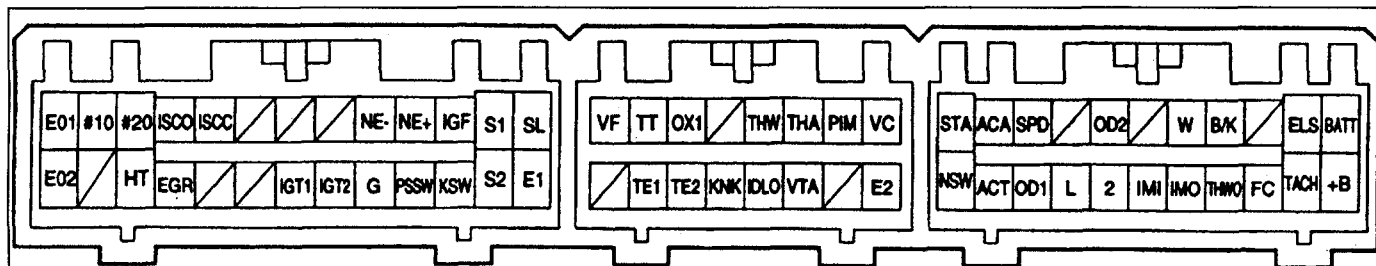 E01 #10 #20 ISCO ISCC NE- NE+ IGF S1 SL
E02 HT EGR IGT1 IGT2 G PSSW KSW S2 E1
VF TT OX1 THW THA PIM VC
TE1 TE2 KNK IDLO VTA E2
STA ACA SPD OD2 W B/K ELS BATT
NSW ACT OD1 L 2 IMI IMO THWO FC TACH +B